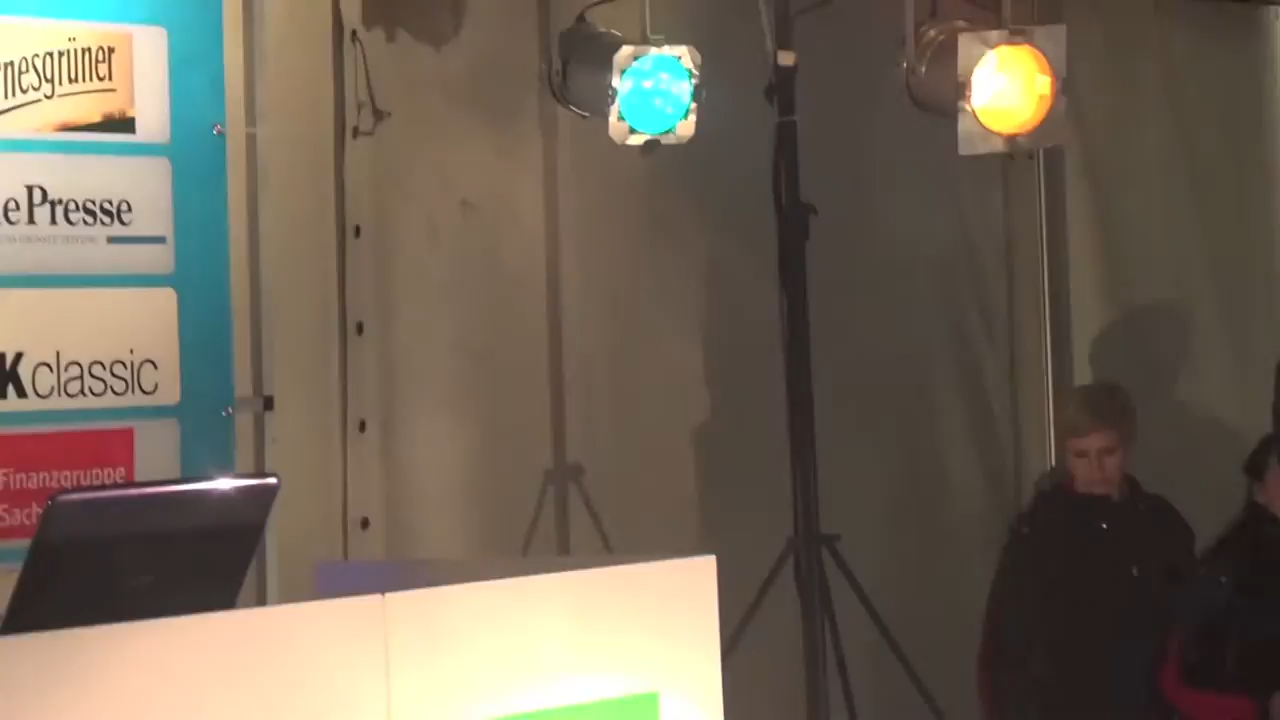 nesgrüner
e Presse
K classic
Finanzgruppe
Sach